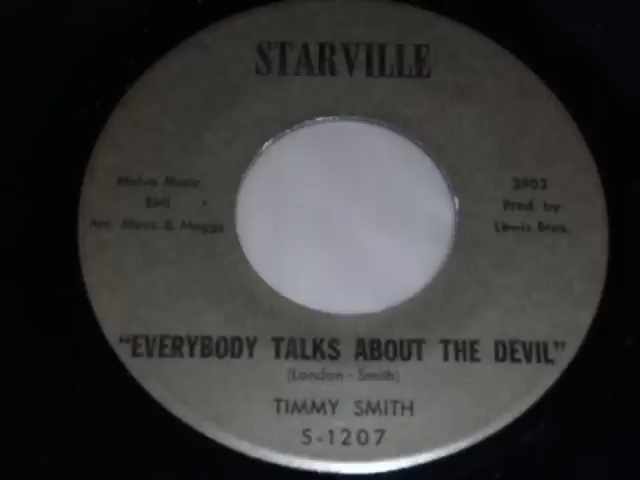 STARVILLE
Melva Music
BMI
Arr. Mays & Maggs
3903
Prod. by
Lewis Bros.
"EVERYBODY TALKS ABOUT THE DEVIL"
(London - Smith)
TIMMY SMITH
S-1207